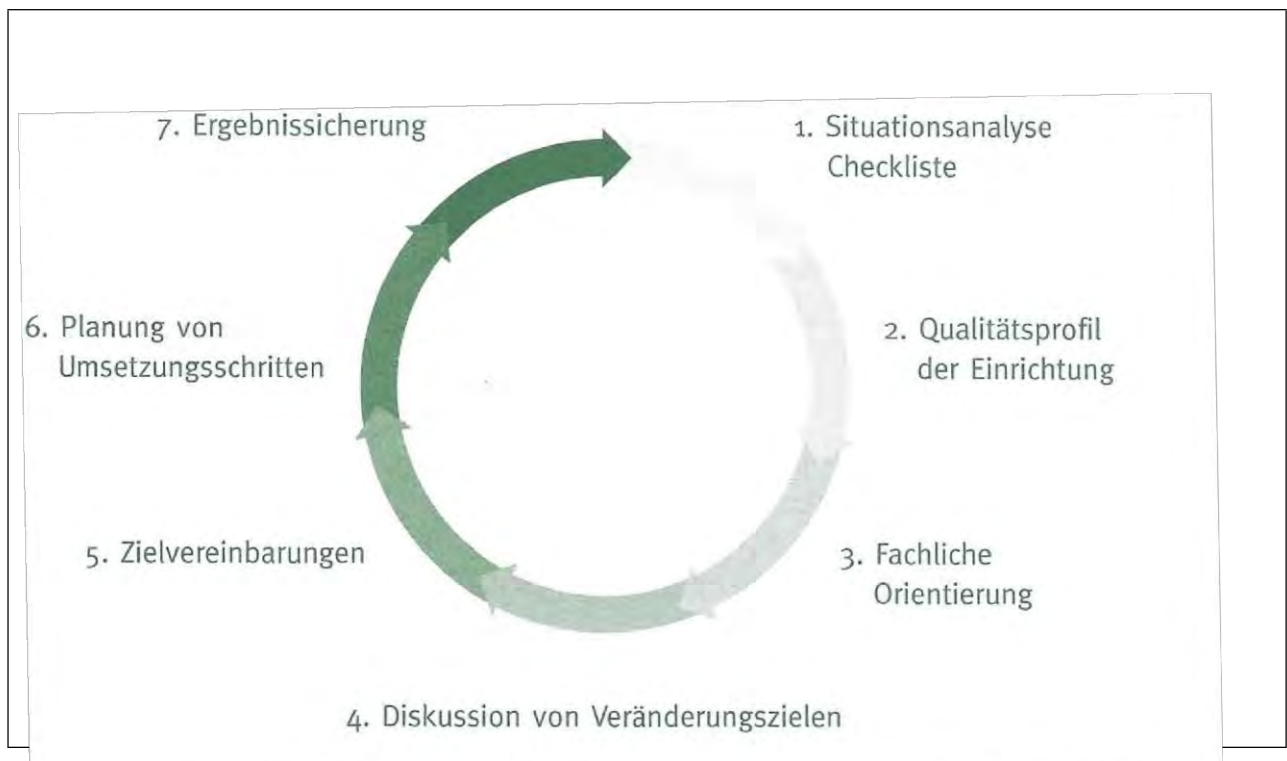 1. Situationsanalyse
Checkliste
2. Qualitätsprofil
der Einrichtung
3. Fachliche
Orientierung
4. Diskussion von Veränderungszielen
5. Zielvereinbarungen
6. Planung von
Umsetzungsschritten
7. Ergebnissicherung